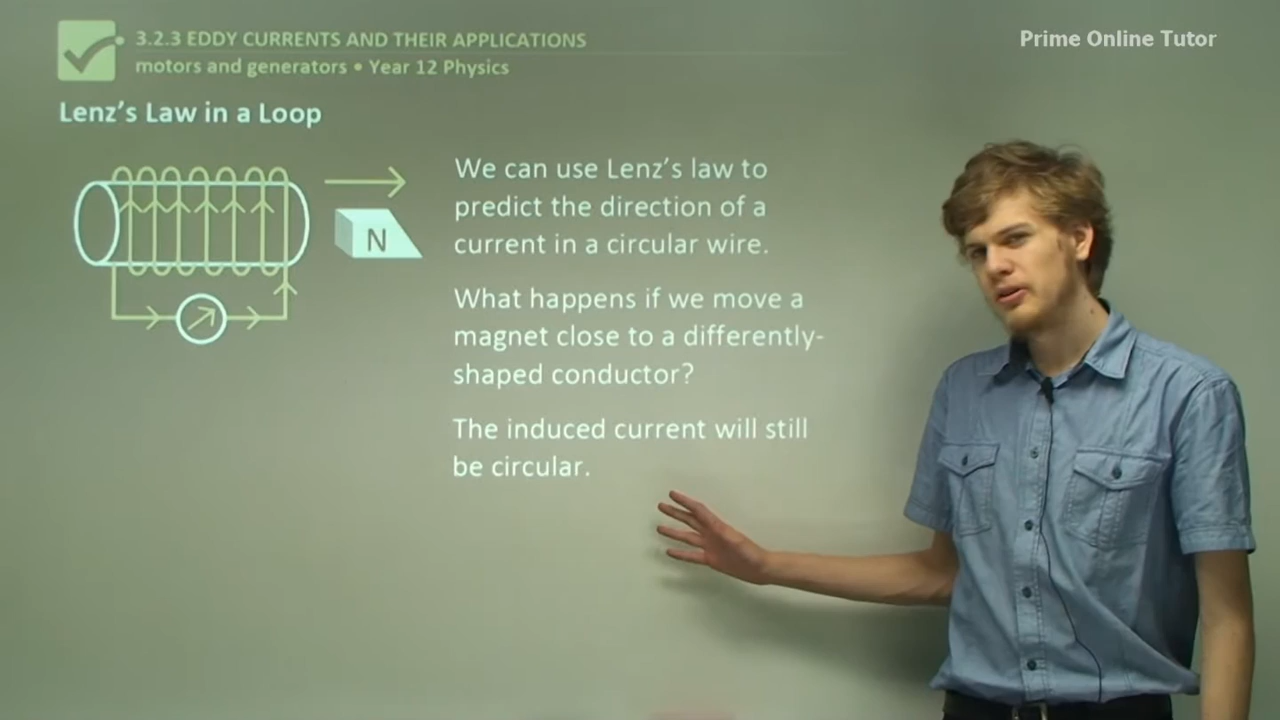 3.2.3 EDDY CURRENTS AND THEIR APPLICATIONS
motors and generators • Year 12 Physics
Prime Online Tutor
Lenz’s Law in a Loop
N
We can use Lenz’s law to
predict the direction of a
current in a circular wire.
What happens if we move a
magnet close to a differently-
shaped conductor?
The induced current will still
be circular.